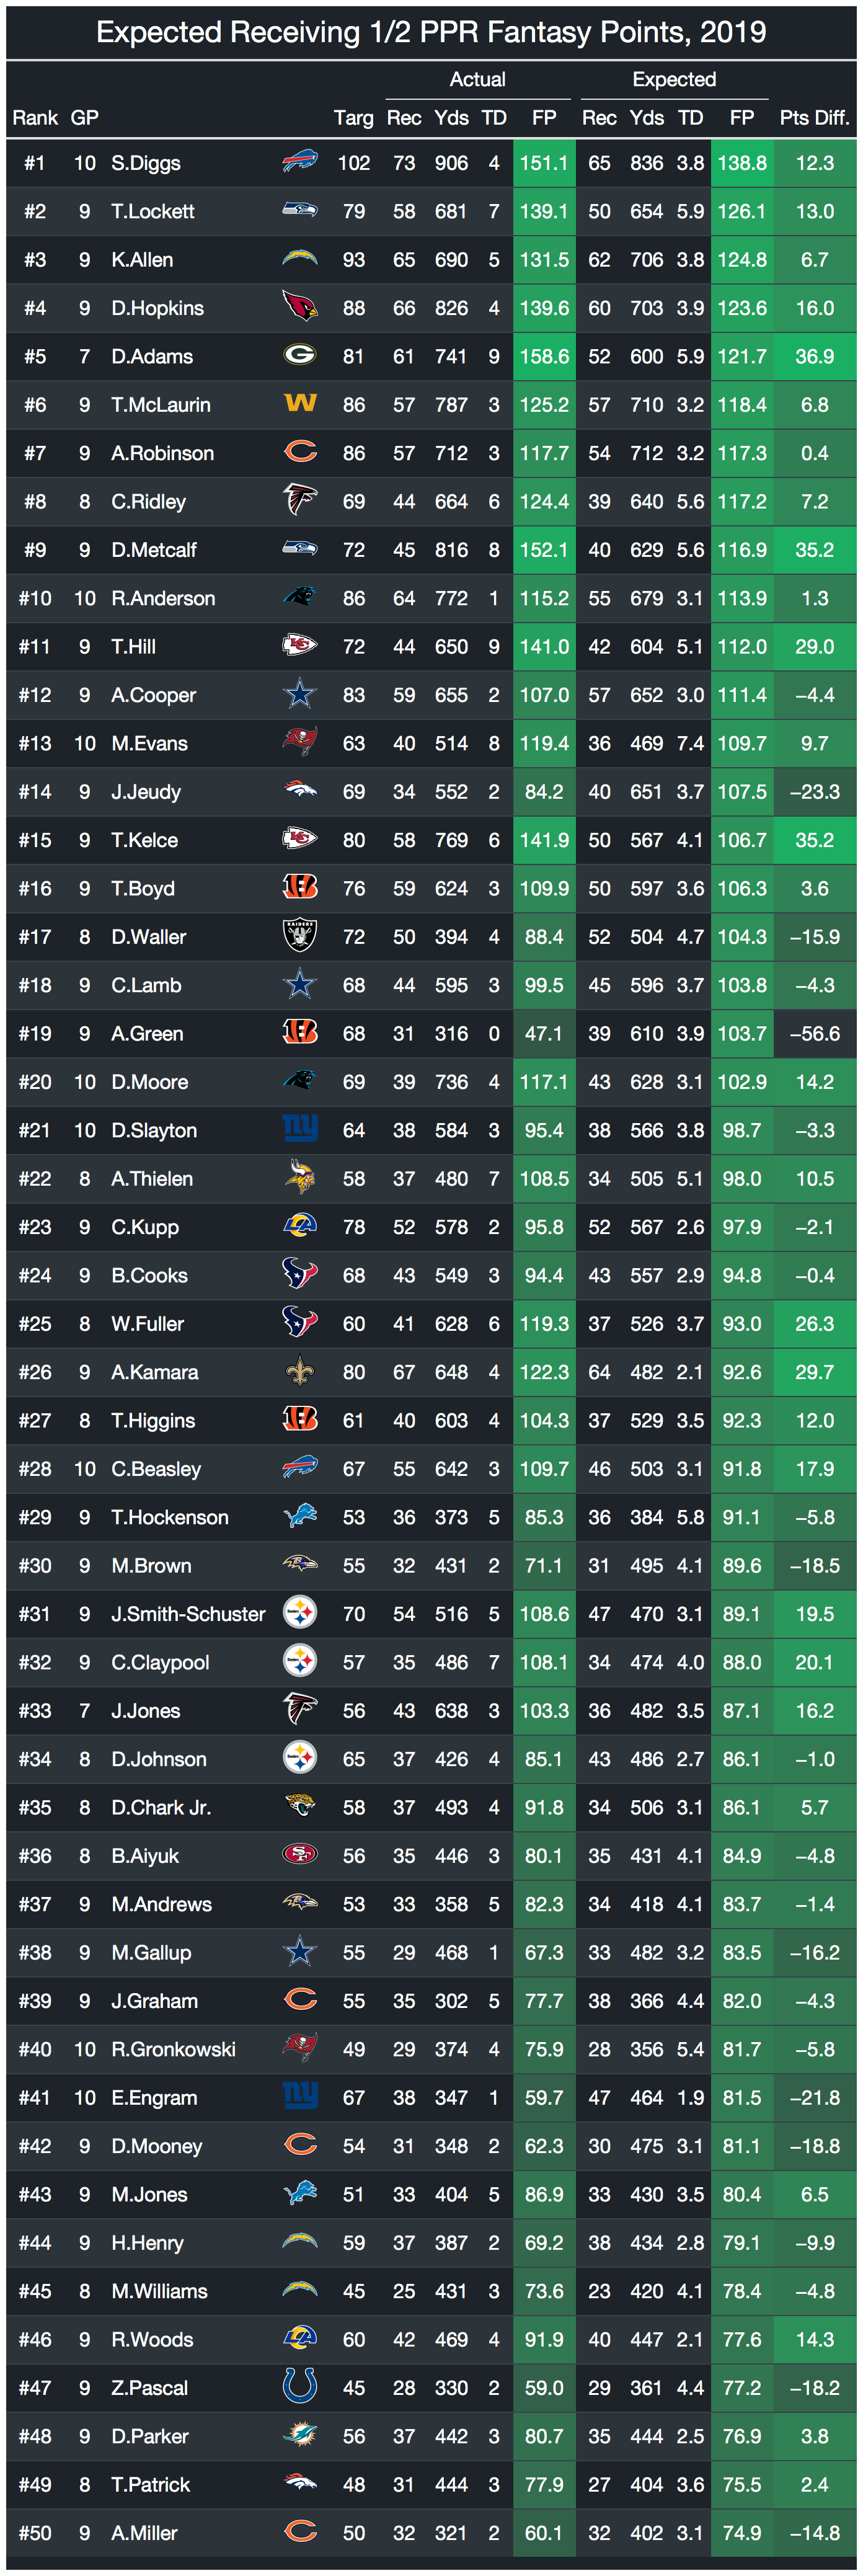 Expected Receiving 1/2 PPR Fantasy Points, 2019
Actual Expected
Rank GP Targ Rec Yds TD FP Rec Yds TD FP Pts Diff.
#1 10 S.Diggs 102 73 906 4 151.1 65 836 3.8 138.8 12.3
#2 9 T.Lockett 79 58 681 7 139.1 50 654 5.9 126.1 13.0
#3 9 K.Allen 93 65 690 5 131.5 62 706 3.8 124.8 6.7
#4 9 D.Hopkins 88 66 826 4 139.6 60 703 3.9 123.6 16.0
#5 7 D.Adams G 81 61 741 9 158.6 52 600 5.9 121.7 36.9
#6 9 T.McLaurin W 86 57 787 3 125.2 57 710 3.2 118.4 6.8
#7 9 A.Robinson C 86 57 712 3 117.7 54 712 3.2 117.3 0.4
#8 8 C.Ridley 69 44 664 6 124.4 39 640 5.6 117.2 7.2
#9 9 D.Metcalf 72 45 816 8 152.1 40 629 5.6 116.9 35.2
#10 10 R.Anderson 86 64 772 1 115.2 55 679 3.1 113.9 1.3
#11 9 T.Hill KC 72 44 650 9 141.0 42 604 5.1 112.0 29.0
#12 9 A.Cooper 83 59 655 2 107.0 57 652 3.0 111.4 −4.4
#13 10 M.Evans 63 40 514 8 119.4 36 469 7.4 109.7 9.7
#14 9 J.Jeudy 69 34 552 2 84.2 40 651 3.7 107.5 −23.3
#15 9 T.Kelce KC 80 58 769 6 141.9 50 567 4.1 106.7 35.2
#16 9 T.Boyd B 76 59 624 3 109.9 50 597 3.6 106.3 3.6
#17 8 D.Waller RAIDERS 72 50 394 4 88.4 52 504 4.7 104.3 −15.9
#18 9 C.Lamb 68 44 595 3 99.5 45 596 3.7 103.8 −4.3
#19 9 A.Green B 68 31 316 0 47.1 39 610 3.9 103.7 −56.6
#20 10 D.Moore 69 39 736 4 117.1 43 628 3.1 102.9 14.2
#21 10 D.Slayton ny 64 38 584 3 95.4 38 566 3.8 98.7 −3.3
#22 8 A.Thielen 58 37 480 7 108.5 34 505 5.1 98.0 10.5
#23 9 C.Kupp LA 78 52 578 2 95.8 52 567 2.6 97.9 −2.1
#24 9 B.Cooks 68 43 549 3 94.4 43 557 2.9 94.8 −0.4
#25 8 W.Fuller 60 41 628 6 119.3 37 526 3.7 93.0 26.3
#26 9 A.Kamara 80 67 648 4 122.3 64 482 2.1 92.6 29.7
#27 8 T.Higgins B 61 40 603 4 104.3 37 529 3.5 92.3 12.0
#28 10 C.Beasley 67 55 642 3 109.7 46 503 3.1 91.8 17.9
#29 9 T.Hockenson 53 36 373 5 85.3 36 384 5.8 91.1 −5.8
#30 9 M.Brown 55 32 431 2 71.1 31 495 4.1 89.6 −18.5
#31 9 J.Smith-Schuster Steelers 70 54 516 5 108.6 47 470 3.1 89.1 19.5
#32 9 C.Claypool Steelers 57 35 486 7 108.1 34 474 4.0 88.0 20.1
#33 7 J.Jones 56 43 638 3 103.3 36 482 3.5 87.1 16.2
#34 8 D.Johnson Steelers 65 37 426 4 85.1 43 486 2.7 86.1 −1.0
#35 8 D.Chark Jr. 58 37 493 4 91.8 34 506 3.1 86.1 5.7
#36 8 B.Aiyuk SF 56 35 446 3 80.1 35 431 4.1 84.9 −4.8
#37 9 M.Andrews 53 33 358 5 82.3 34 418 4.1 83.7 −1.4
#38 9 M.Gallup 55 29 468 1 67.3 33 482 3.2 83.5 −16.2
#39 9 J.Graham C 55 35 302 5 77.7 38 366 4.4 82.0 −4.3
#40 10 R.Gronkowski 49 29 374 4 75.9 28 356 5.4 81.7 −5.8
#41 10 E.Engram ny 67 38 347 1 59.7 47 464 1.9 81.5 −21.8
#42 9 D.Mooney C 54 31 348 2 62.3 30 475 3.1 81.1 −18.8
#43 9 M.Jones 51 33 404 5 86.9 33 430 3.5 80.4 6.5
#44 9 H.Henry 59 37 387 2 69.2 38 434 2.8 79.1 −9.9
#45 8 M.Williams 45 25 431 3 73.6 23 420 4.1 78.4 −4.8
#46 9 R.Woods LA 60 42 469 4 91.9 40 447 2.1 77.6 14.3
#47 9 Z.Pascal 45 28 330 2 59.0 29 361 4.4 77.2 −18.2
#48 9 D.Parker 56 37 442 3 80.7 35 444 2.5 76.9 3.8
#49 8 T.Patrick 48 31 444 3 77.9 27 404 3.6 75.5 2.4
#50 9 A.Miller C 50 32 321 2 60.1 32 402 3.1 74.9 −14.8